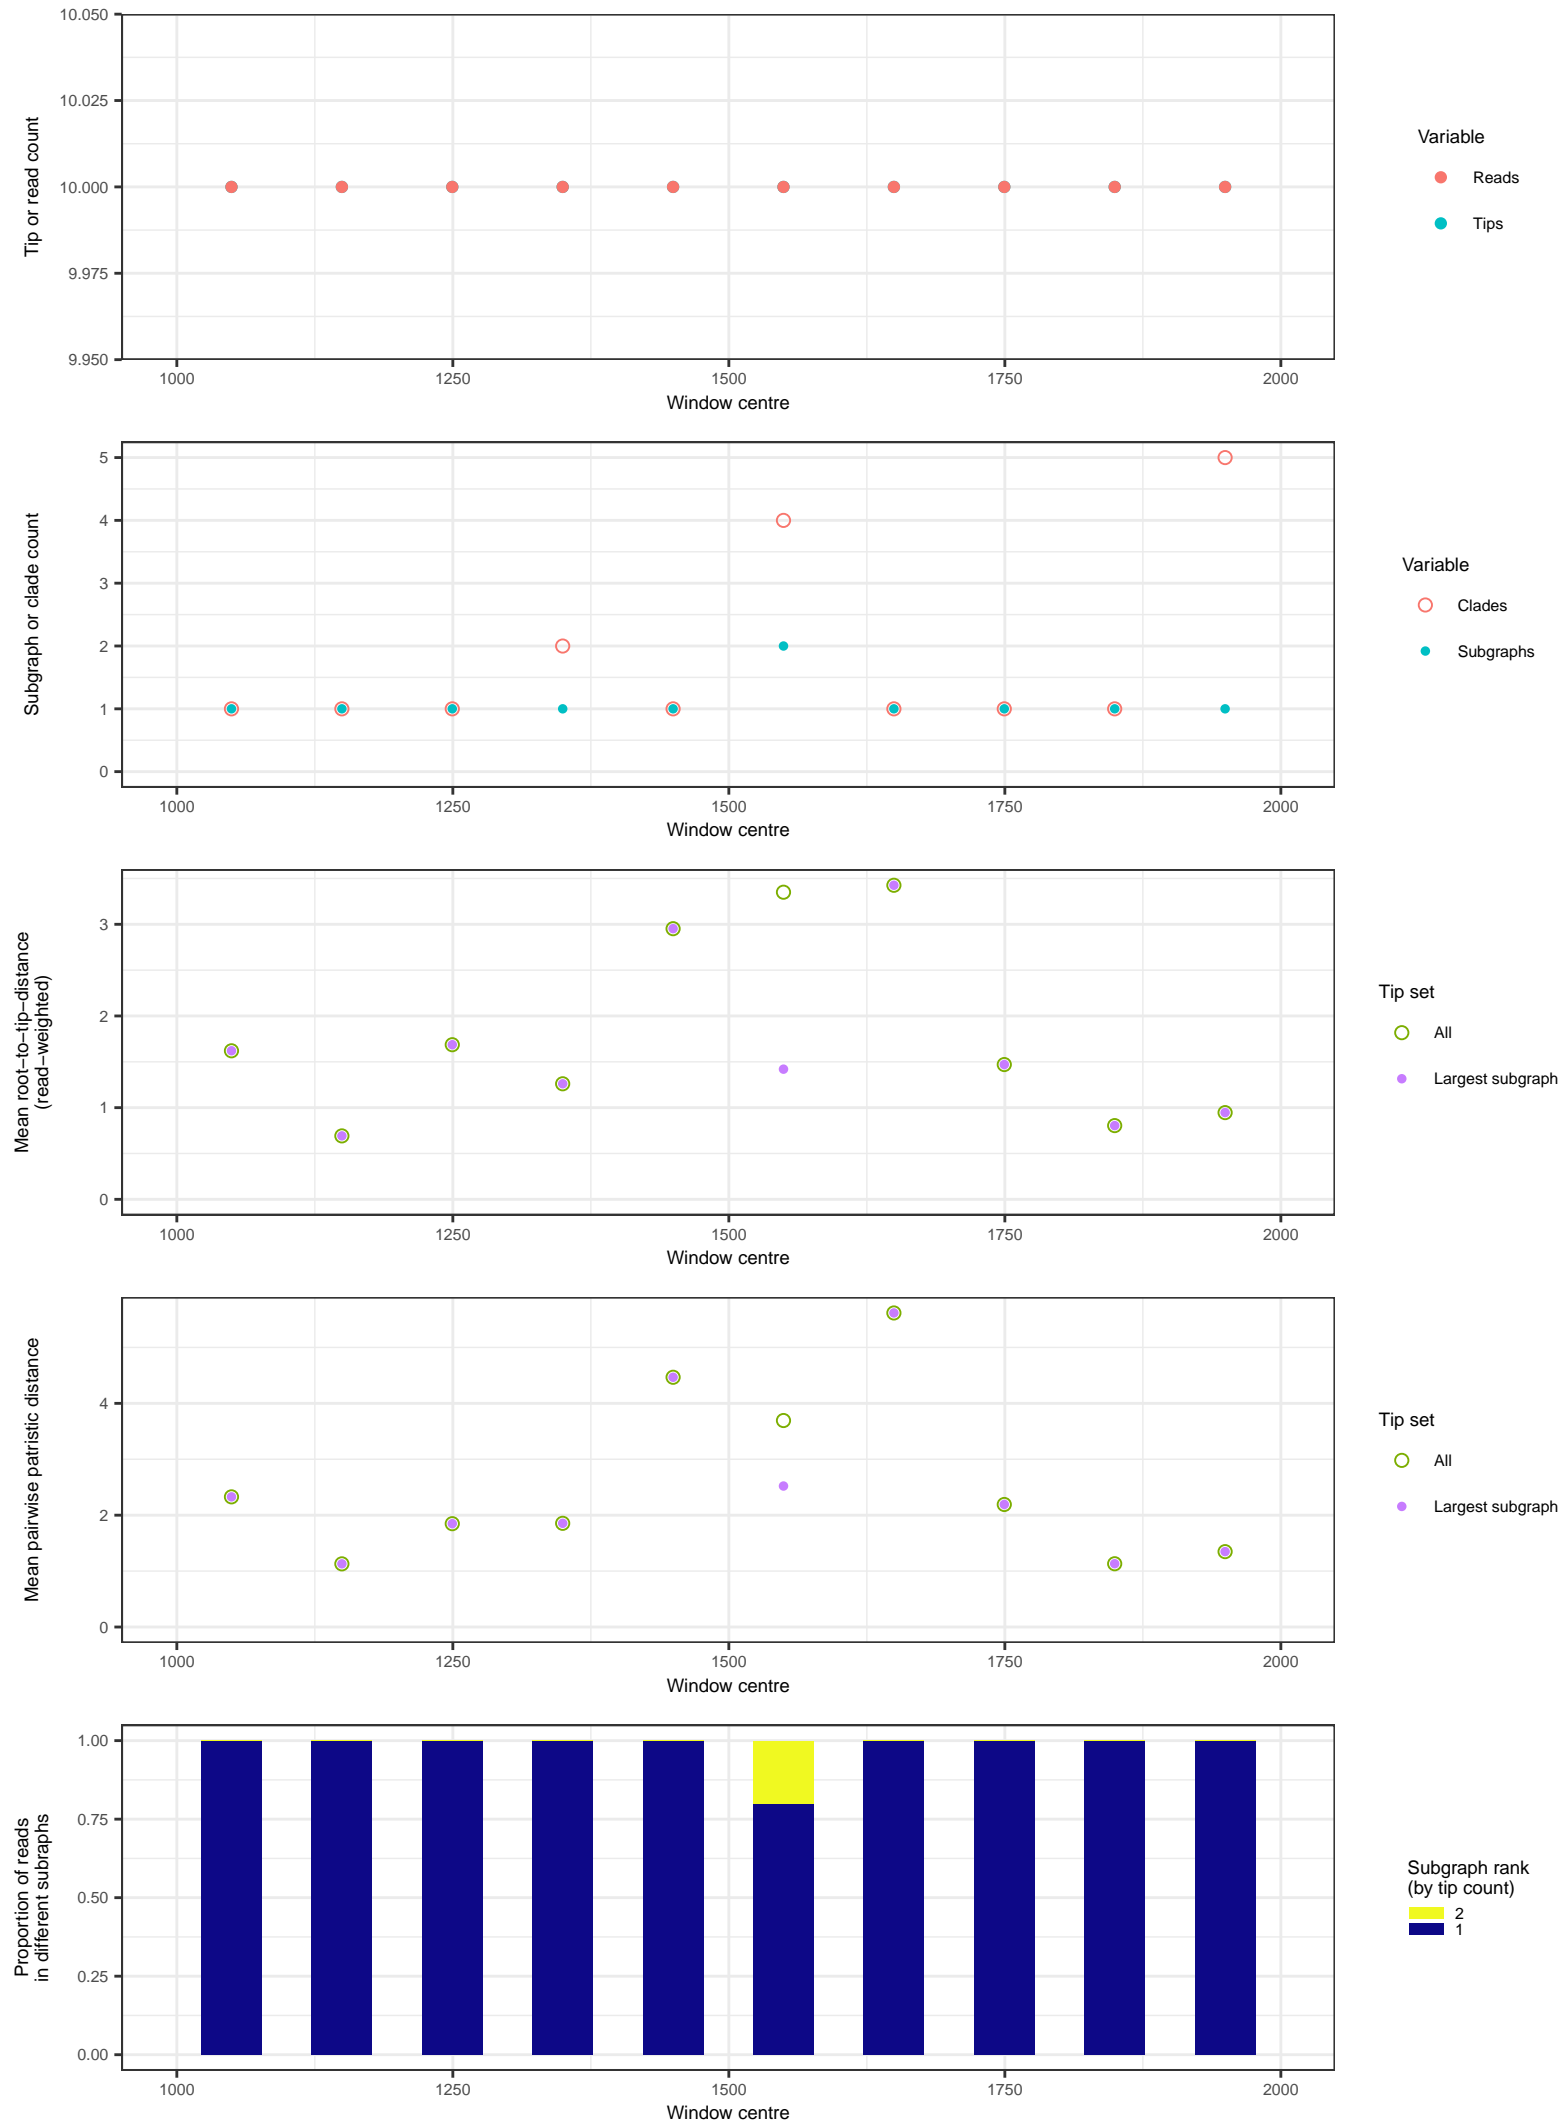 10.050
10.025
10.000
9.975
9.950
Tip or read count
1000 1250 1500 1750 2000
Window centre
Variable
Reads
Tips
5
4
3
2
1
0
Subgraph or clade count
1000 1250 1500 1750 2000
Window centre
Variable
Clades
Subgraphs
3
2
1
0
Mean root−to−tip−distance
(read−weighted)
1000 1250 1500 1750 2000
Window centre
Tip set
All
Largest subgraph
4
2
0
Mean pairwise patristic distance
1000 1250 1500 1750 2000
Window centre
Tip set
All
Largest subgraph
1.00
0.75
0.50
0.25
0.00
Proportion of reads
in different subraphs
1000 1250 1500 1750 2000
Window centre
Subgraph rank
(by tip count)
2
1